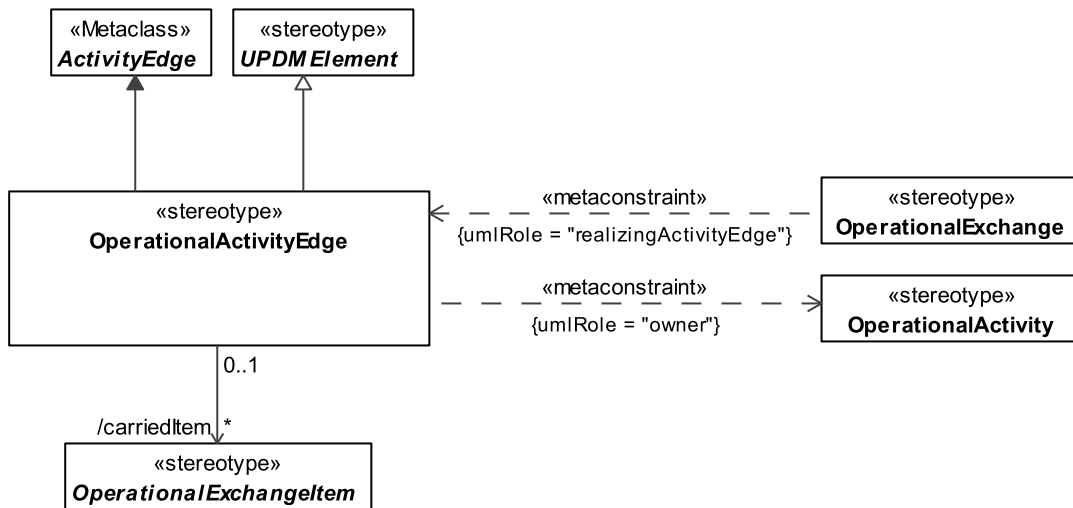 «Metaclass»
ActivityEdge
«stereotype»
UPDMElement
«stereotype»
OperationalActivityEdge
«metaconstraint»
{umlRole = "realizingActivityEdge"}
«stereotype»
OperationalExchange
«metaconstraint»
{umlRole = "owner"}
«stereotype»
OperationalActivity
0..1
/carriedItem
*
«stereotype»
OperationalExchangeItem